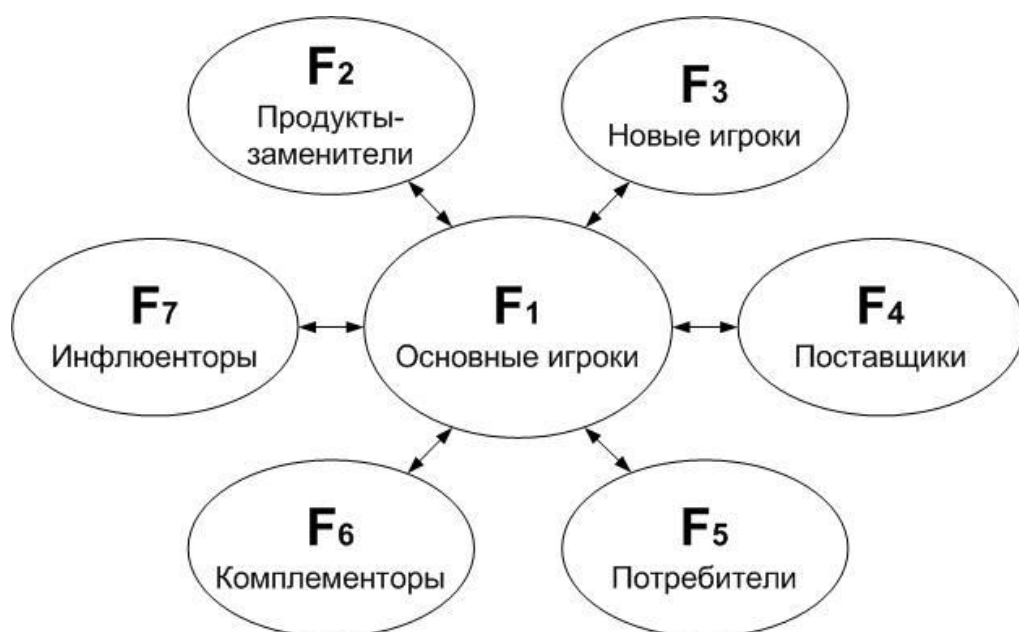 F2
Продукты-
заменители
F3
Новые игроки
F7
Инфлюенторы
F1
Основные игроки
F4
Поставщики
F6
Комплементоры
F5
Потребители